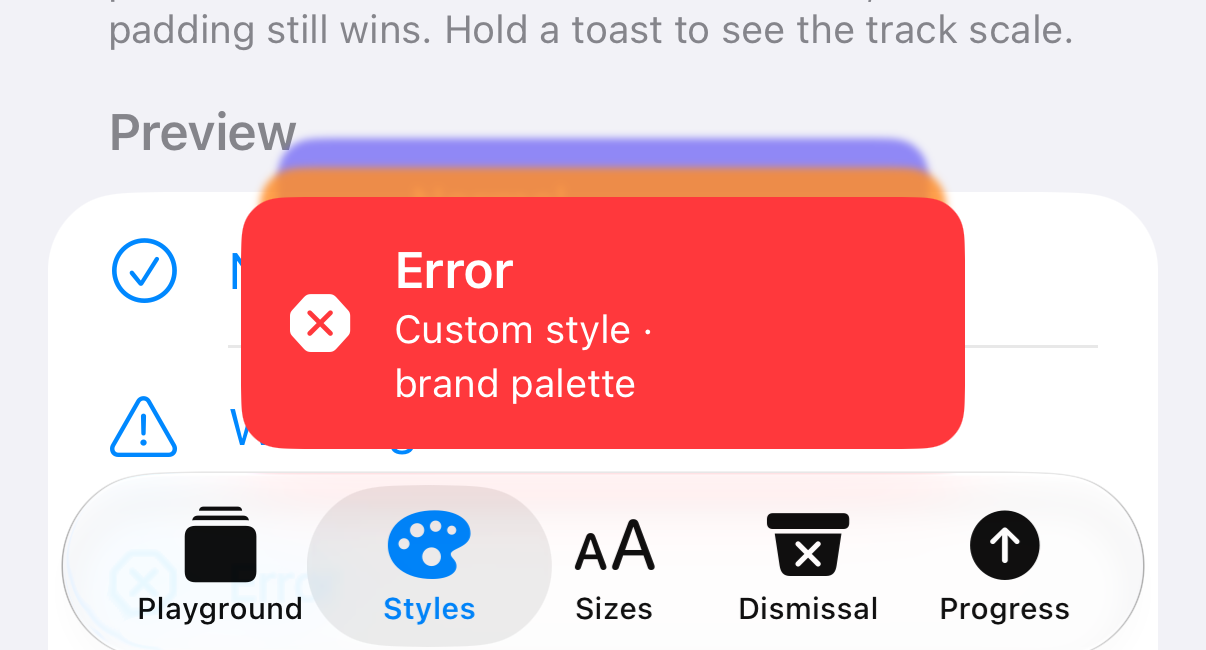 padding still wins. Hold a toast to see the track scale.
Preview
Error
Custom style ·
brand palette
Error
Playground
Styles
Sizes
Dismissal
Progress